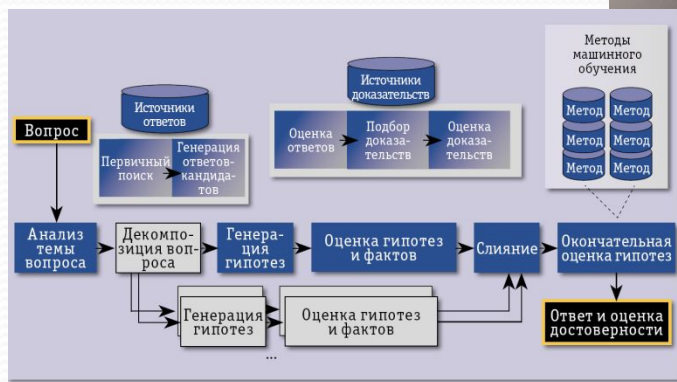 Методы
машинного
обучения
Метод Метод
Метод Метод
Метод Метод
Источники
ответов
Источники
доказательств
Вопрос
Первичный
поиск
Генерация
ответов-
кандида-
тов
Оценка
ответов
Подбор
доказа-
тельств
Оценка
доказа-
тельств
Анализ
темы
вопроса
Декомпо-
зиция воп-
роса
Генера-
ция
гипотез
Оценка гипотез
и фактов
Слияние
Окончательная
оценка гипотез
Генерация
гипотез
Оценка гипотез
и фактов
...
Ответ и оценка
достоверности